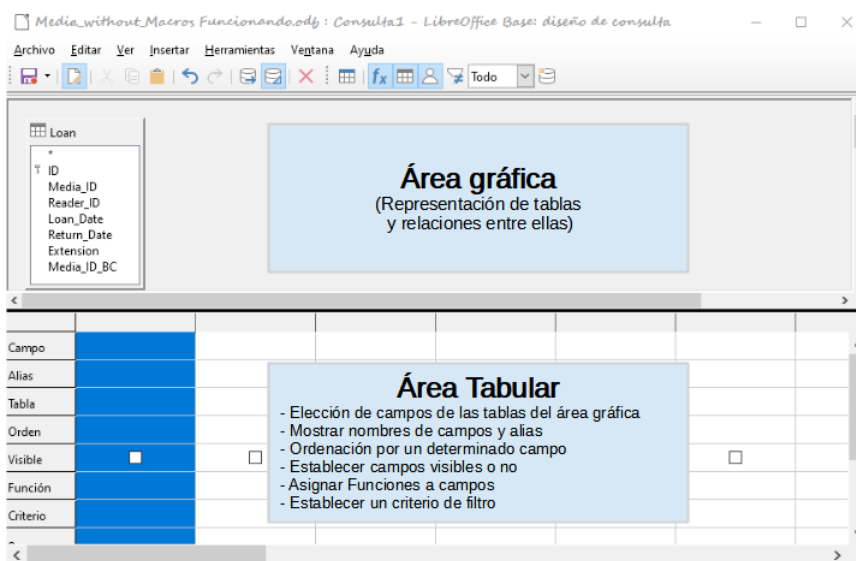 Media_without_Macros Funcionando.odb : Consulta1 - LibreOffice Base: diseño de consulta
Archivo Editar Ver Insertar Herramientas Ventana Ayuda
fx Todo
Loan
*
ID
Media_ID
Reader_ID
Loan_Date
Return_Date
Extension
Media_ID_BC
Área gráfica
(Representación de tablas
y relaciones entre ellas)
Campo
Alias
Tabla
Orden
Visible
Función
Criterio
Área Tabular
- Elección de campos de las tablas del área gráfica
- Mostrar nombres de campos y alias
- Ordenación por un determinado campo
- Establecer campos visibles o no
- Asignar Funciones a campos
- Establecer un criterio de filtro